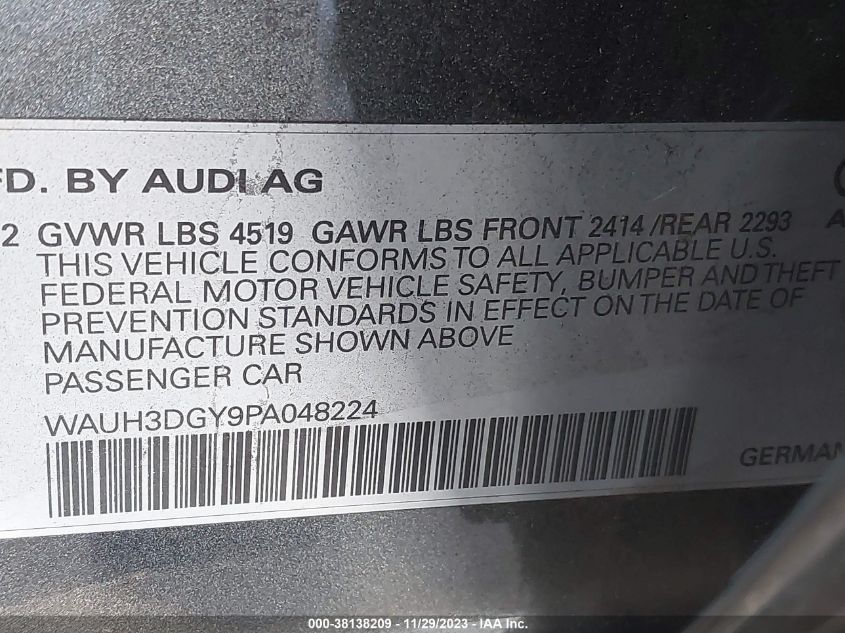 FD. BY AUDI AG
2 GVWR LBS 4519 GAWR LBS FRONT 2414 /REAR 2293
THIS VEHICLE CONFORMS TO ALL APPLICABLE U.S.
FEDERAL MOTOR VEHICLE SAFETY, BUMPER AND THEFT
PREVENTION STANDARDS IN EFFECT ON THE DATE OF
MANUFACTURE SHOWN ABOVE
PASSENGER CAR
WAUH3DGY9PA048224
GERMAN
000-38138209 - 11/29/2023 - IAA Inc.